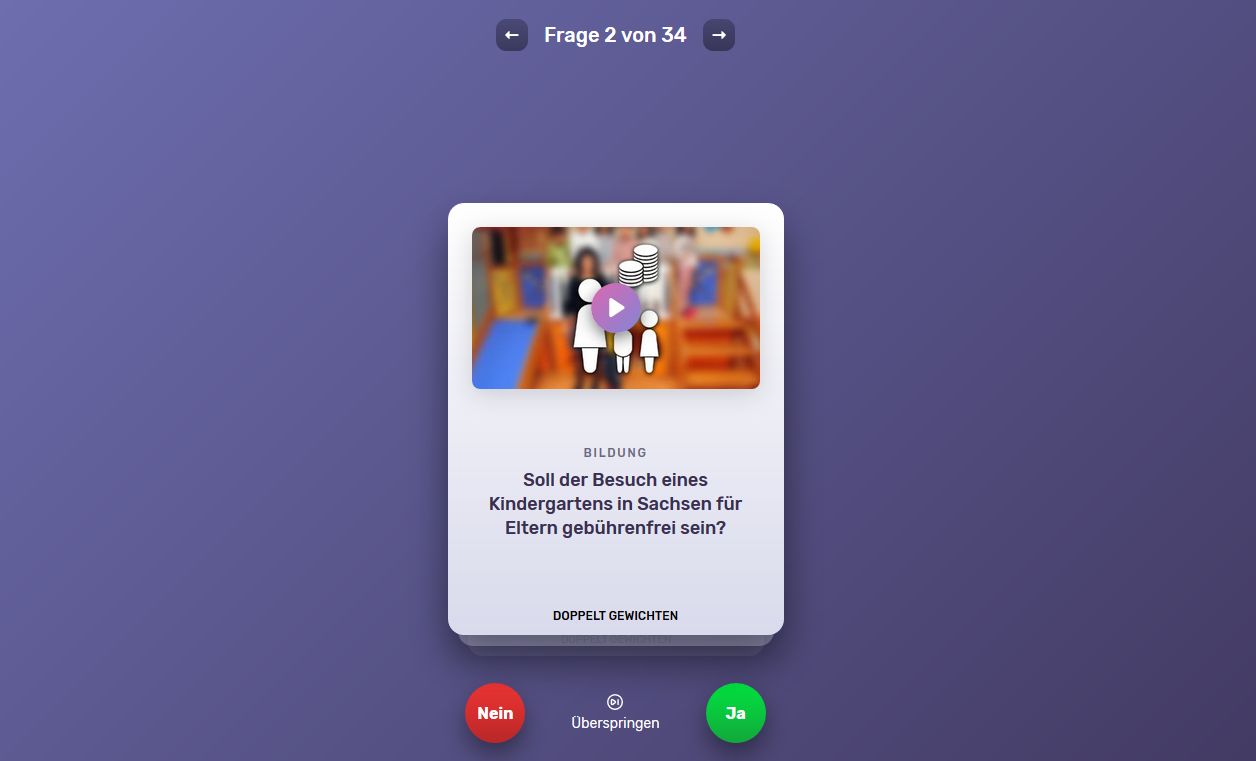 Frage 2 von 34
BILDUNG
Soll der Besuch eines
Kindergartens in Sachsen für
Eltern gebührenfrei sein?
DOPPELT GEWICHTEN
DOPPELT GEWICHTEN
Nein
Überspringen
Ja